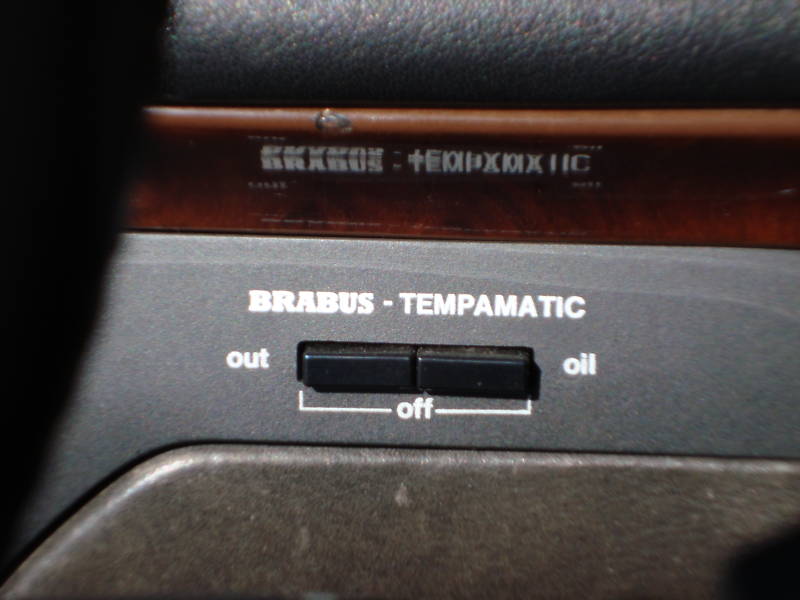 BRABUS - TEMPAMATIC
out oil
off